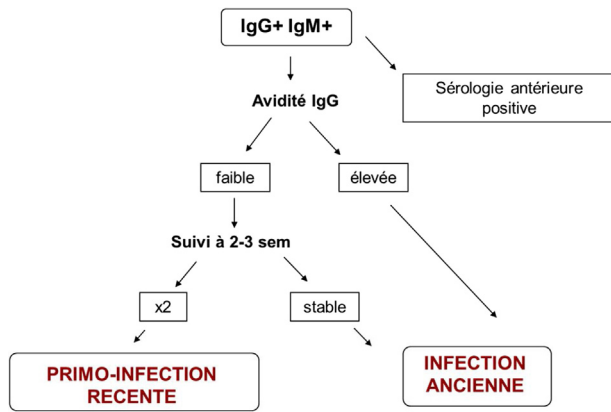 IgG+ IgM+
Sérologie antérieure
positive
Avidité IgG
faible
élevée
Suivi à 2-3 sem
x2
stable
PRIMO-INFECTION
RECENTE
INFECTION
ANCIENNE